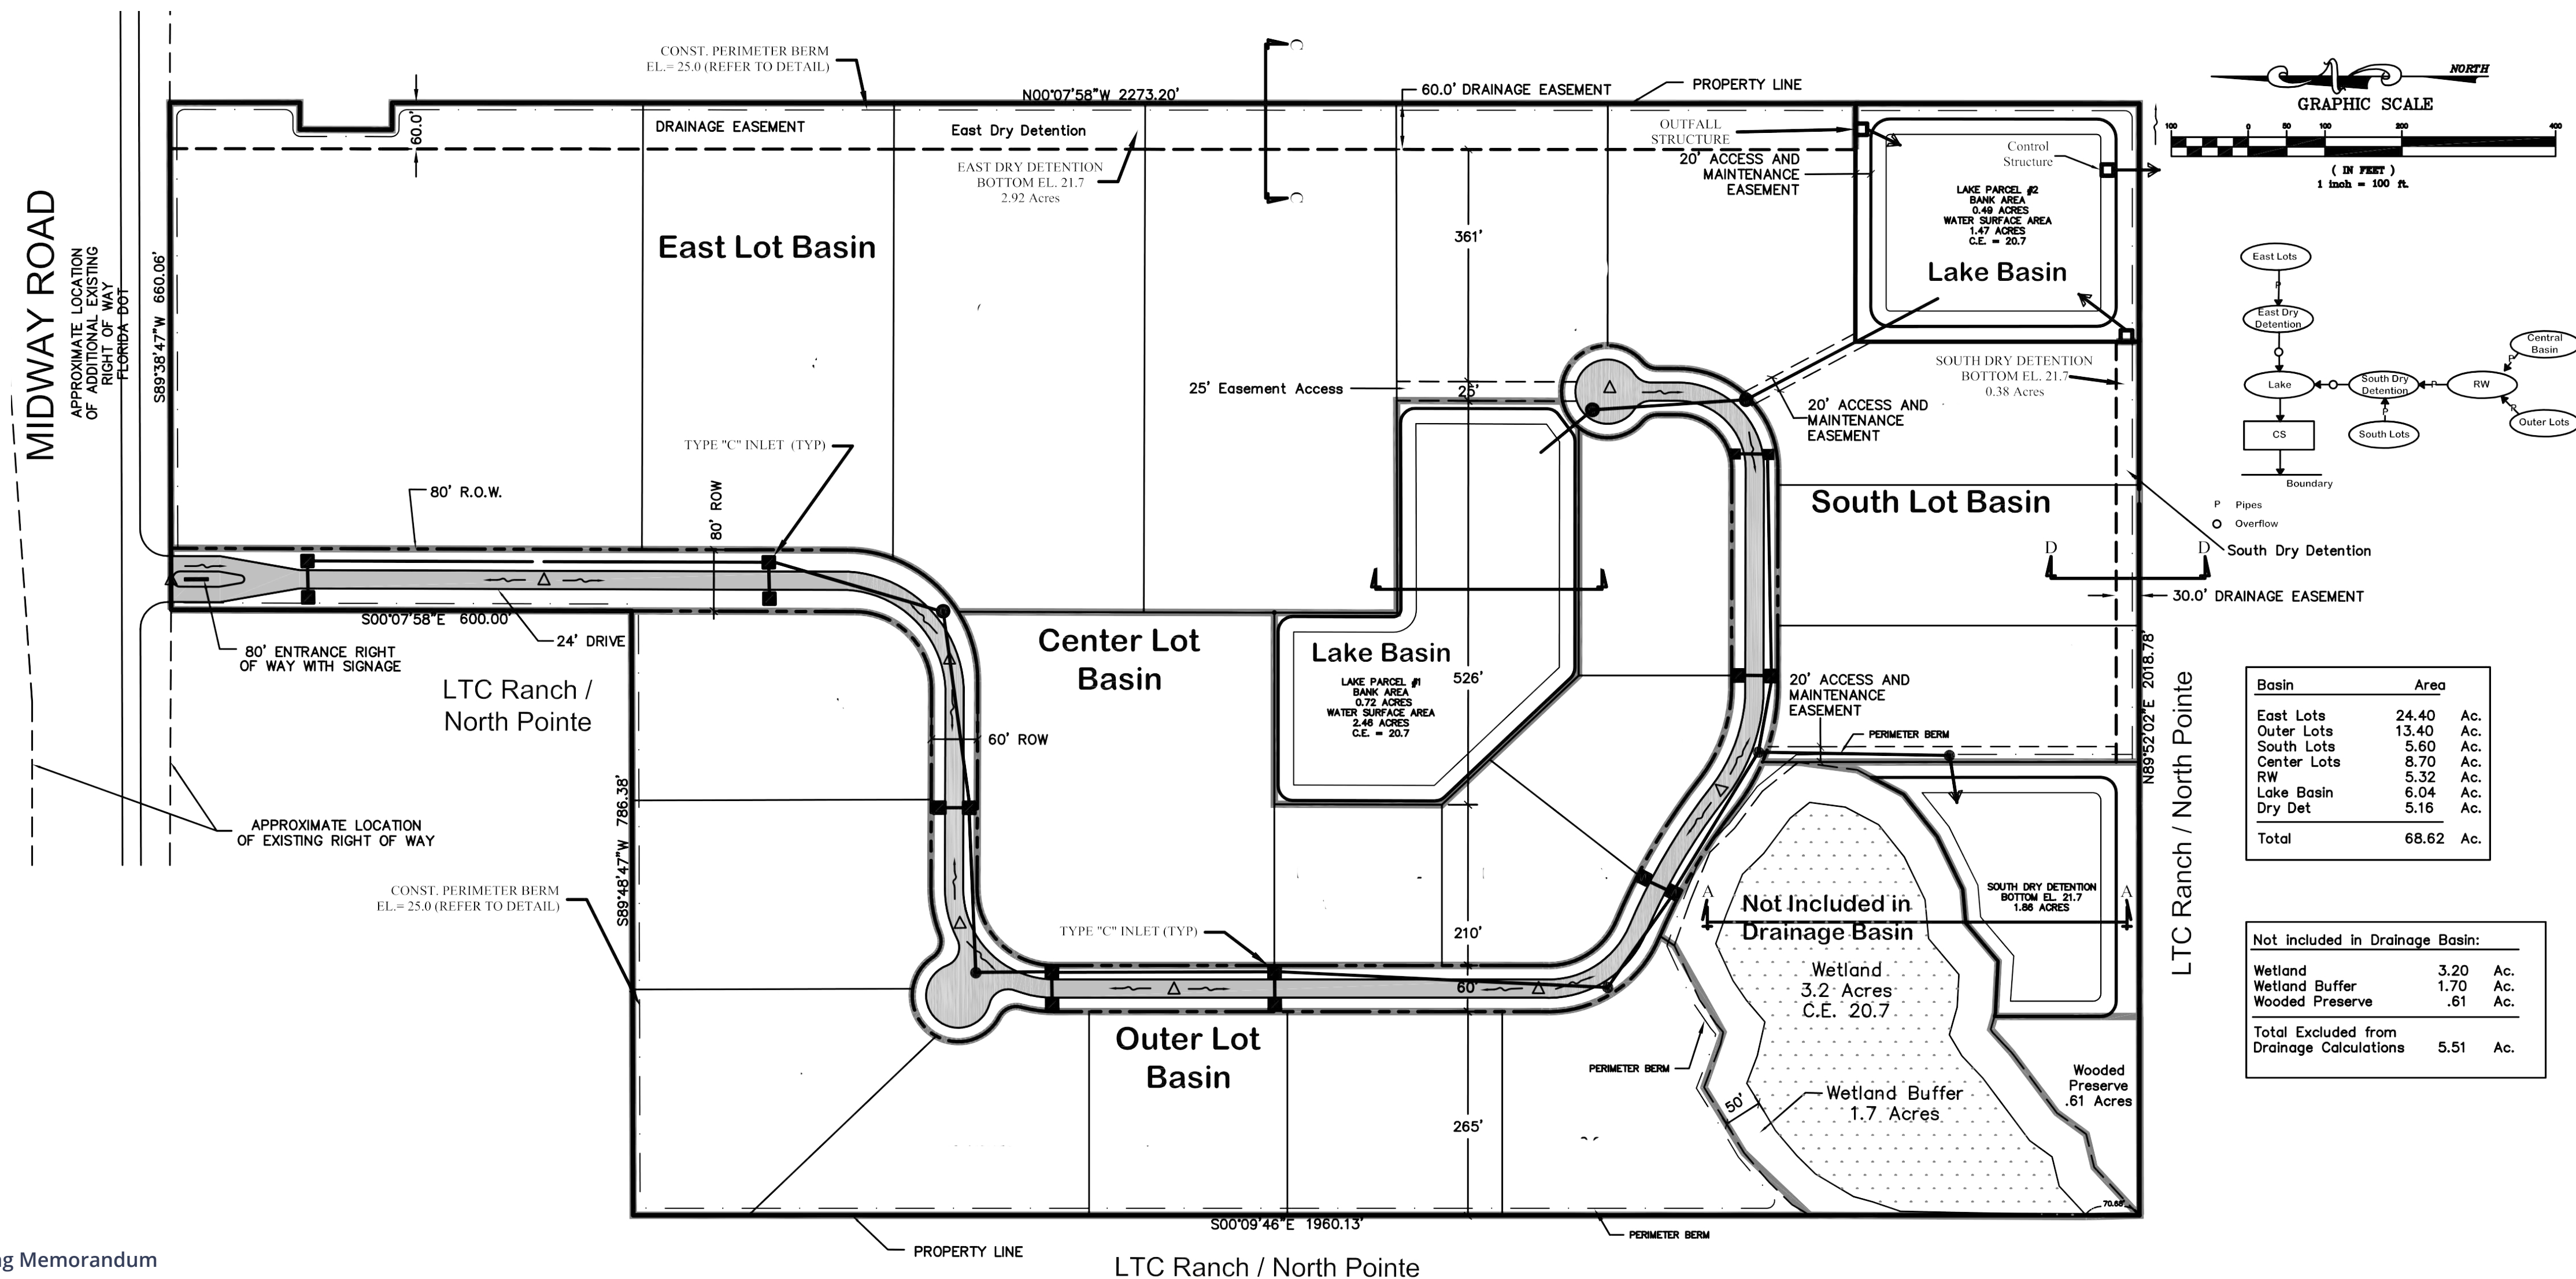 CONST. PERIMETER BERM
EL.= 25.0 (REFER TO DETAIL)
N00°07'58"W 2273.20'
C
60.0' DRAINAGE EASEMENT
PROPERTY LINE
NORTH
GRAPHIC SCALE
100 0 50 100 200 400
( IN FEET )
1 inch = 100 ft.
60.0'
DRAINAGE EASEMENT
East Dry Detention
EAST DRY DETENTION
BOTTOM EL. 21.7
2.92 Acres
C
OUTFALL
STRUCTURE
20' ACCESS AND
MAINTENANCE
EASEMENT
Control
Structure
LAKE PARCEL #2
BANK AREA
0.49 ACRES
WATER SURFACE AREA
1.47 ACRES
C.E. = 20.7
Lake Basin
MIDWAY ROAD
APPROXIMATE LOCATION
OF ADDITIONAL EXISTING
RIGHT OF WAY
FLORIDA DOT
S89°38'47"W 660.06'
East Lot Basin
361'
East Lots
P
East Dry
Detention
Central
Basin
P
Lake
South Dry
Detention
P
RW
P
P
CS
South Lots
Outer Lots
Boundary
P Pipes
Overflow
SOUTH DRY DETENTION
BOTTOM EL. 21.7
0.38 Acres
25' Easement Access
25'
20' ACCESS AND
MAINTENANCE
EASEMENT
TYPE "C" INLET (TYP)
80' R.O.W.
80' ROW
South Lot Basin
South Dry Detention
D
D
30.0' DRAINAGE EASEMENT
S00°07'58"E 600.00'
24' DRIVE
80' ENTRANCE RIGHT
OF WAY WITH SIGNAGE
LTC Ranch /
North Pointe
Center Lot
Basin
Lake Basin
LAKE PARCEL #1
BANK AREA
0.72 ACRES
WATER SURFACE AREA
2.46 ACRES
C.E. = 20.7
526'
20' ACCESS AND
MAINTENANCE
EASEMENT
PERIMETER BERM
N89°52'02"E 2018.78'
LTC Ranch / North Pointe
60' ROW
Basin Area
East Lots 24.40 Ac.
Outer Lots 13.40 Ac.
South Lots 5.60 Ac.
Center Lots 8.70 Ac.
RW 5.32 Ac.
Lake Basin 6.04 Ac.
Dry Det 5.16 Ac.
Total 68.62 Ac.
APPROXIMATE LOCATION
OF EXISTING RIGHT OF WAY
S89°48'47"W 786.38'
CONST. PERIMETER BERM
EL.= 25.0 (REFER TO DETAIL)
TYPE "C" INLET (TYP)
210'
60'
A
A
SOUTH DRY DETENTION
BOTTOM EL. 21.7
1.86 ACRES
Not Included in
Drainage Basin
Wetland
3.2 Acres
C.E. 20.7
Not included in Drainage Basin:
Wetland 3.20 Ac.
Wetland Buffer 1.70 Ac.
Wooded Preserve .61 Ac.
Total Excluded from
Drainage Calculations 5.51 Ac.
Outer Lot
Basin
PERIMETER BERM
50'
Wetland Buffer
1.7 Acres
Wooded
Preserve
.61 Acres
265'
70.68'
S00°09'46"E 1960.13'
PERIMETER BERM
PROPERTY LINE
LTC Ranch / North Pointe
g Memorandum